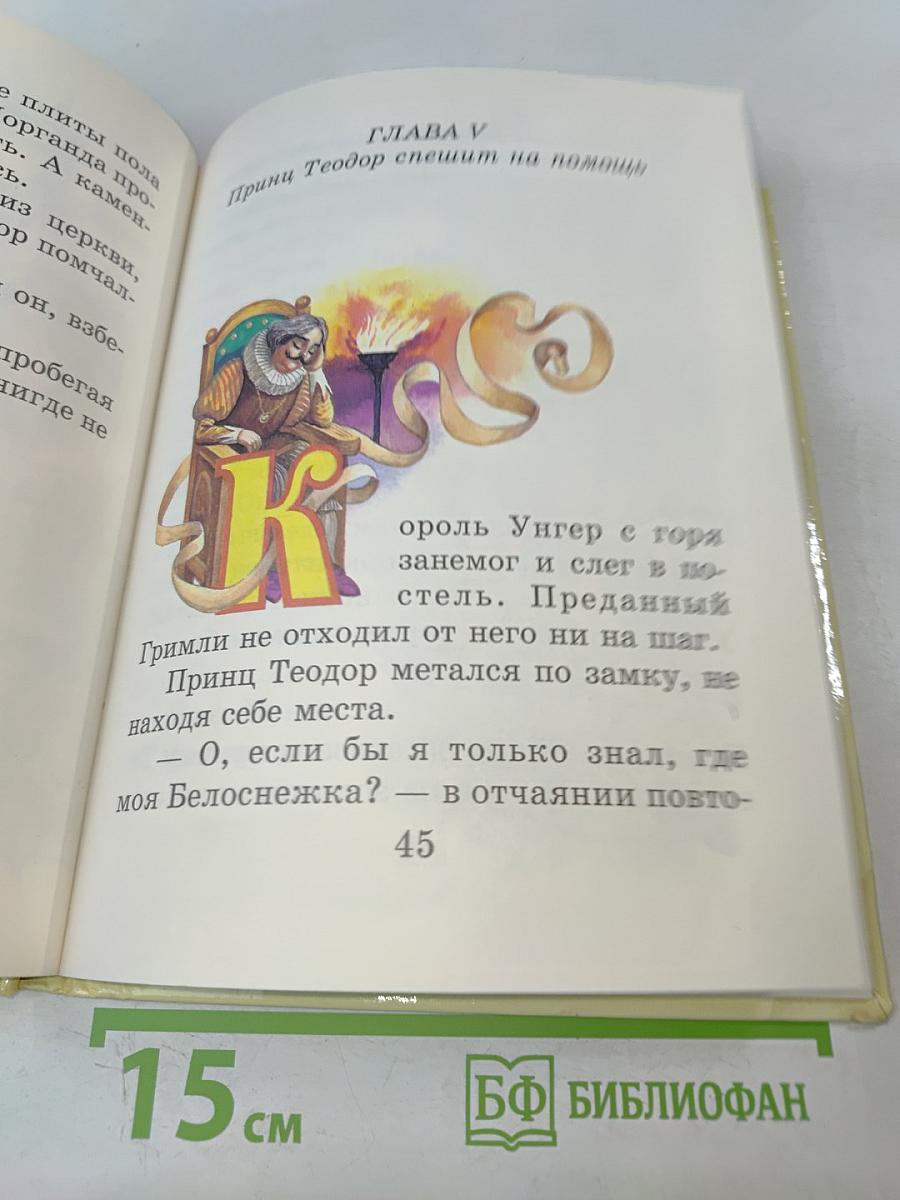 е плиты пола
Морганда про-
ть. А камен-
сь.
из церкви,
ор помчал-
он, взбе-
пробегая
нигде не
ГЛАВА V
Принц Теодор спешит на помощь
К
ороль Унгер с горя
занемог и слег в по-
стель. Преданный
Гримли не отходил от него ни на шаг.
Принц Теодор метался по замку, не
находя себе места.
— О, если бы я только знал, где
моя Белоснежка? — в отчаянии повто-
45
15 см
БФ БИБЛИОФАН